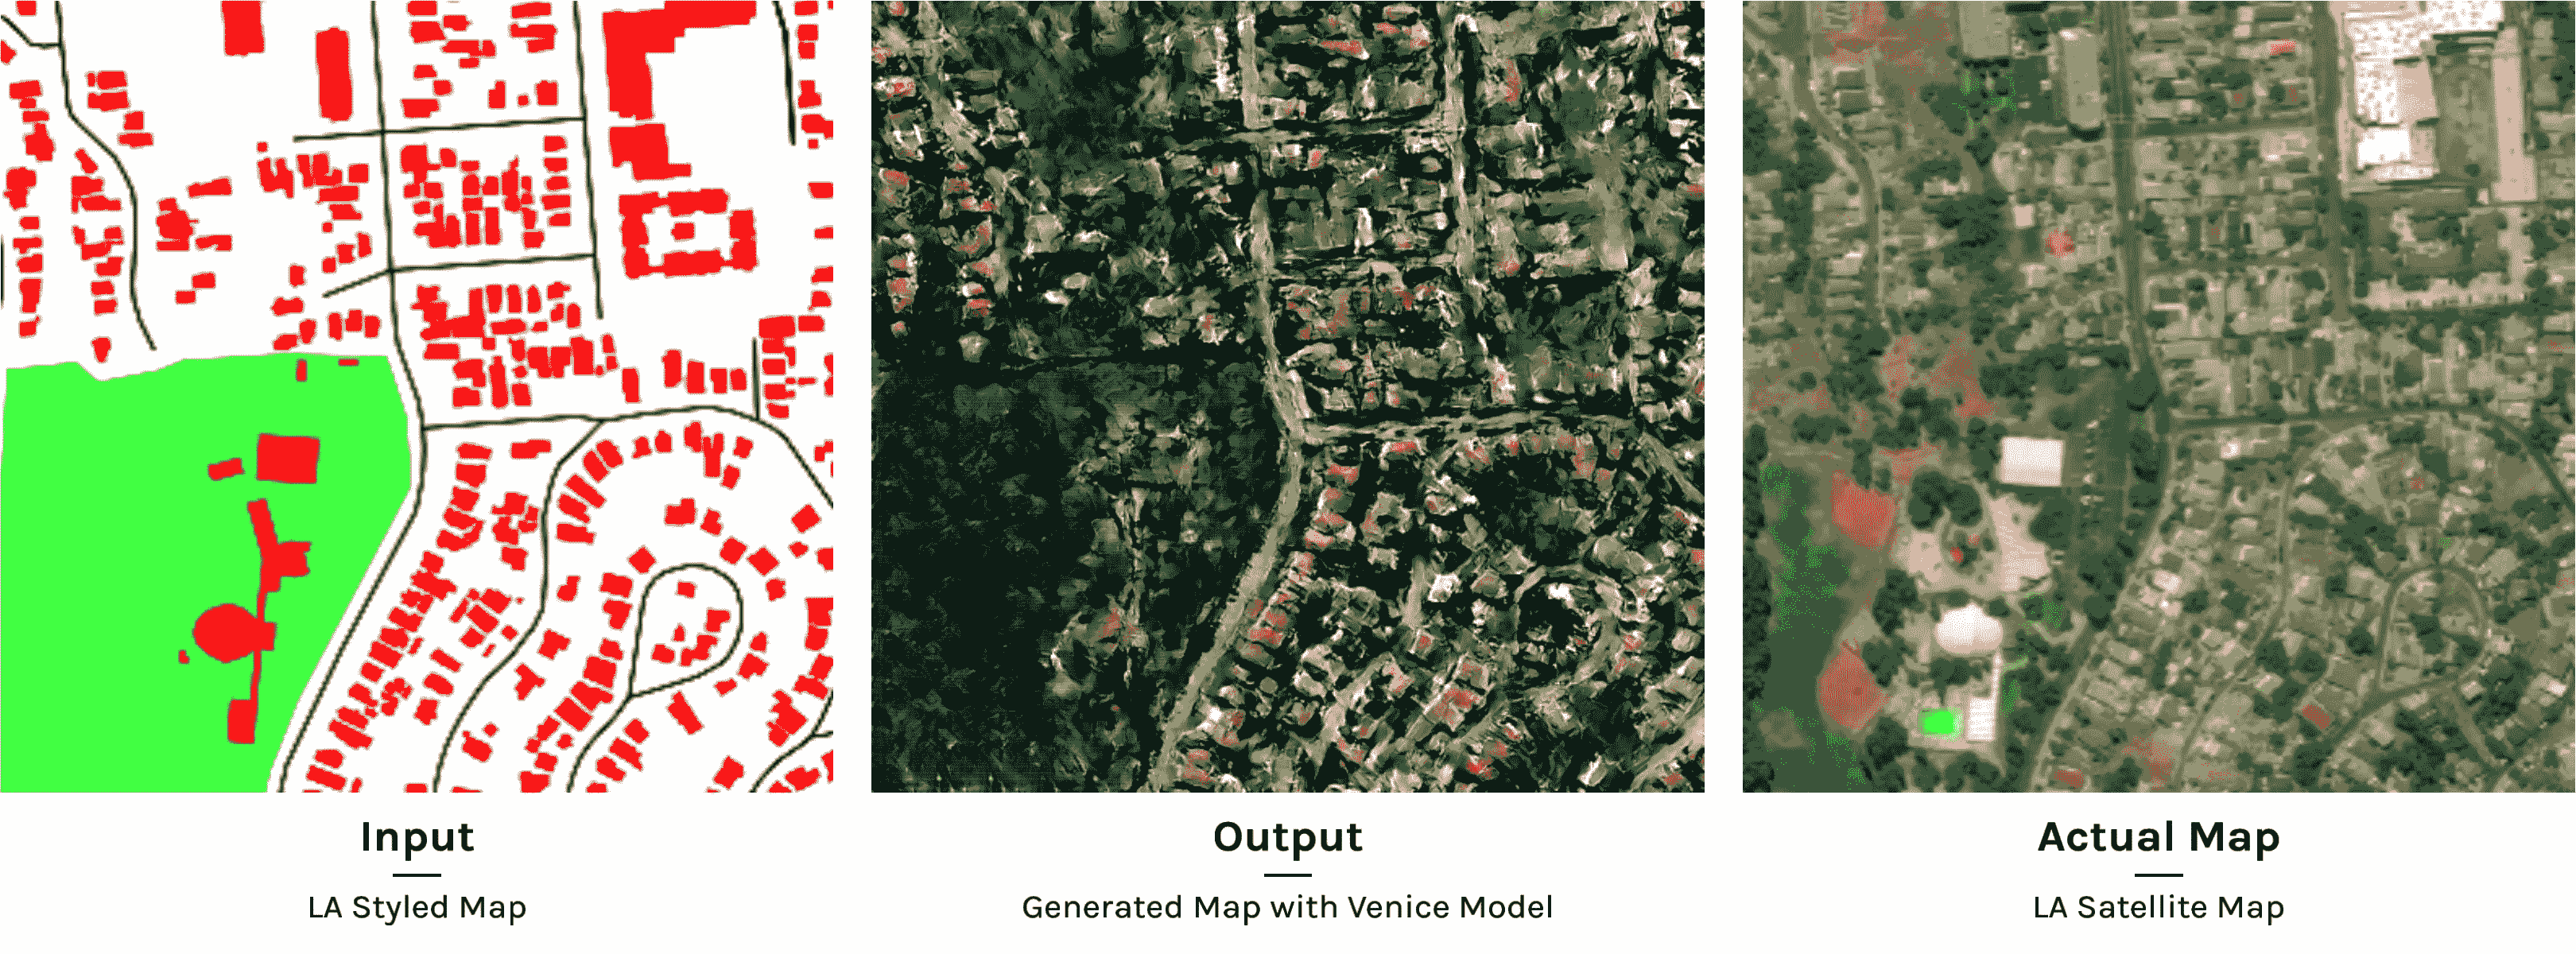 Input
LA Styled Map
Output
Generated Map with Venice Model
Actual Map
LA Satellite Map